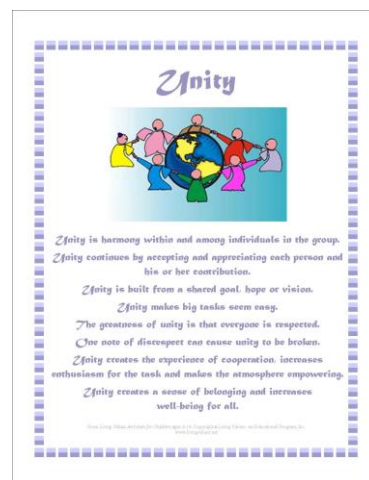 Unity
Unity is harmony within and among individuals in the group.
Unity continues by accepting and appreciating each person and
his or her contribution.
Unity is built from a shared goal, hope or vision.
Unity makes big tasks seem easy.
The greatness of unity is that everyone is respected.
One note of disrespect can cause unity to be broken.
Unity creates the experience of cooperation, increases
enthusiasm for the task and makes the atmosphere empowering.
Unity creates a sense of belonging and increases
well-being for all.